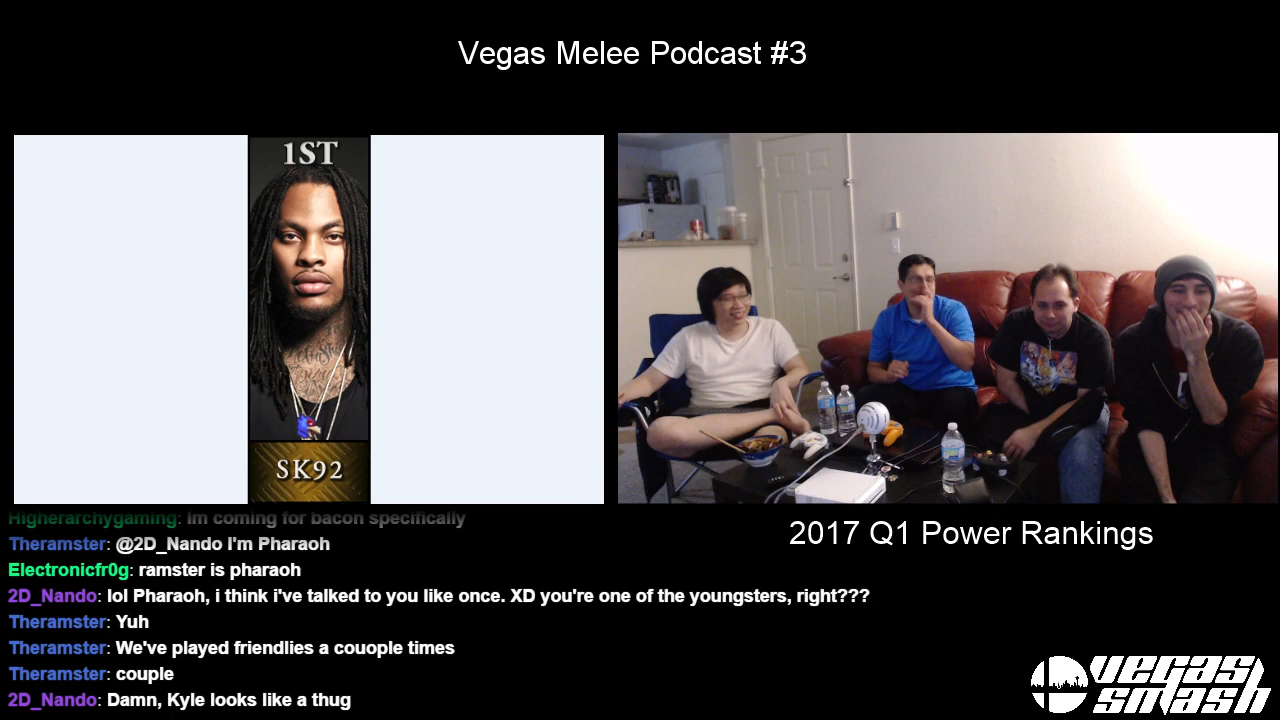 Vegas Melee Podcast #3
1ST
SK92
2017 Q1 Power Rankings
Higherarchygaming: Im coming for bacon specifically
Theramster: @2D_Nando I'm Pharaoh
Electronicfr0g: ramster is pharaoh
2D_Nando: lol Pharaoh, i think i've talked to you like once. XD you're one of the youngsters, right???
Theramster: Yuh
Theramster: We've played friendlies a couople times
Theramster: couple
2D_Nando: Damn, Kyle looks like a thug
VEGAS
SMASH